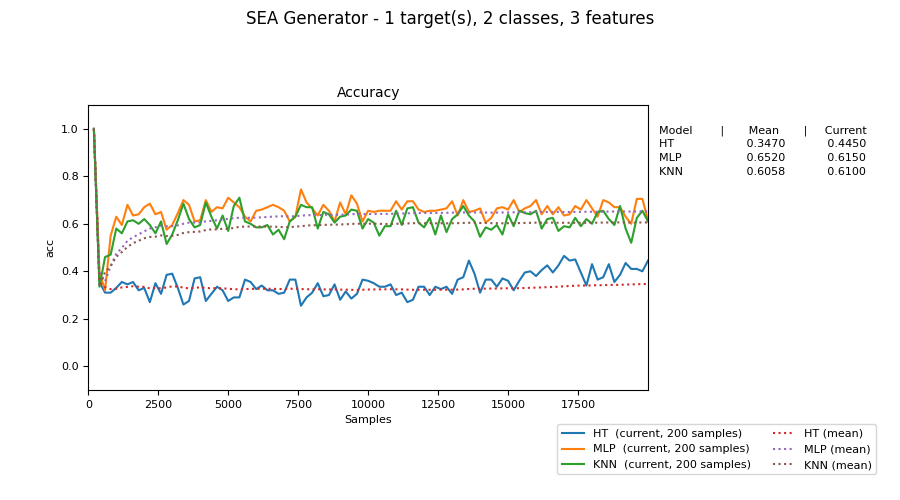 SEA Generator - 1 target(s), 2 classes, 3 features
Accuracy
1.0
0.8
0.6
0.4
0.2
0.0
acc
0 2500 5000 7500 10000 12500 15000 17500
Samples
Model | Mean | Current
HT 0.3470 0.4450
MLP 0.6520 0.6150
KNN 0.6058 0.6100
HT (current, 200 samples) HT (mean)
MLP (current, 200 samples) MLP (mean)
KNN (current, 200 samples) KNN (mean)